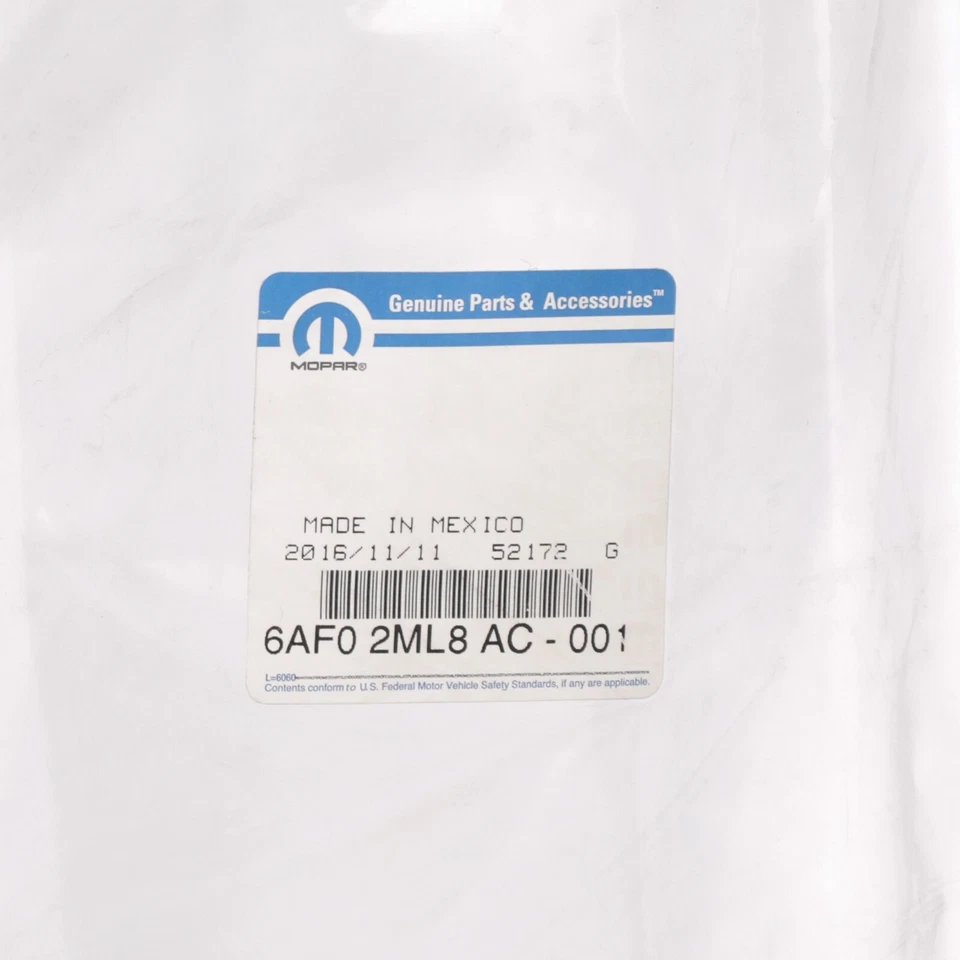 Genuine Parts & Accessories™
MOPAR®
MADE IN MEXICO
2016/11/11 52172 G
6AF0 2ML8 AC - 001
L=6060
Contents conform to U.S. Federal Motor Vehicle Safety Standards, if any are applicable.